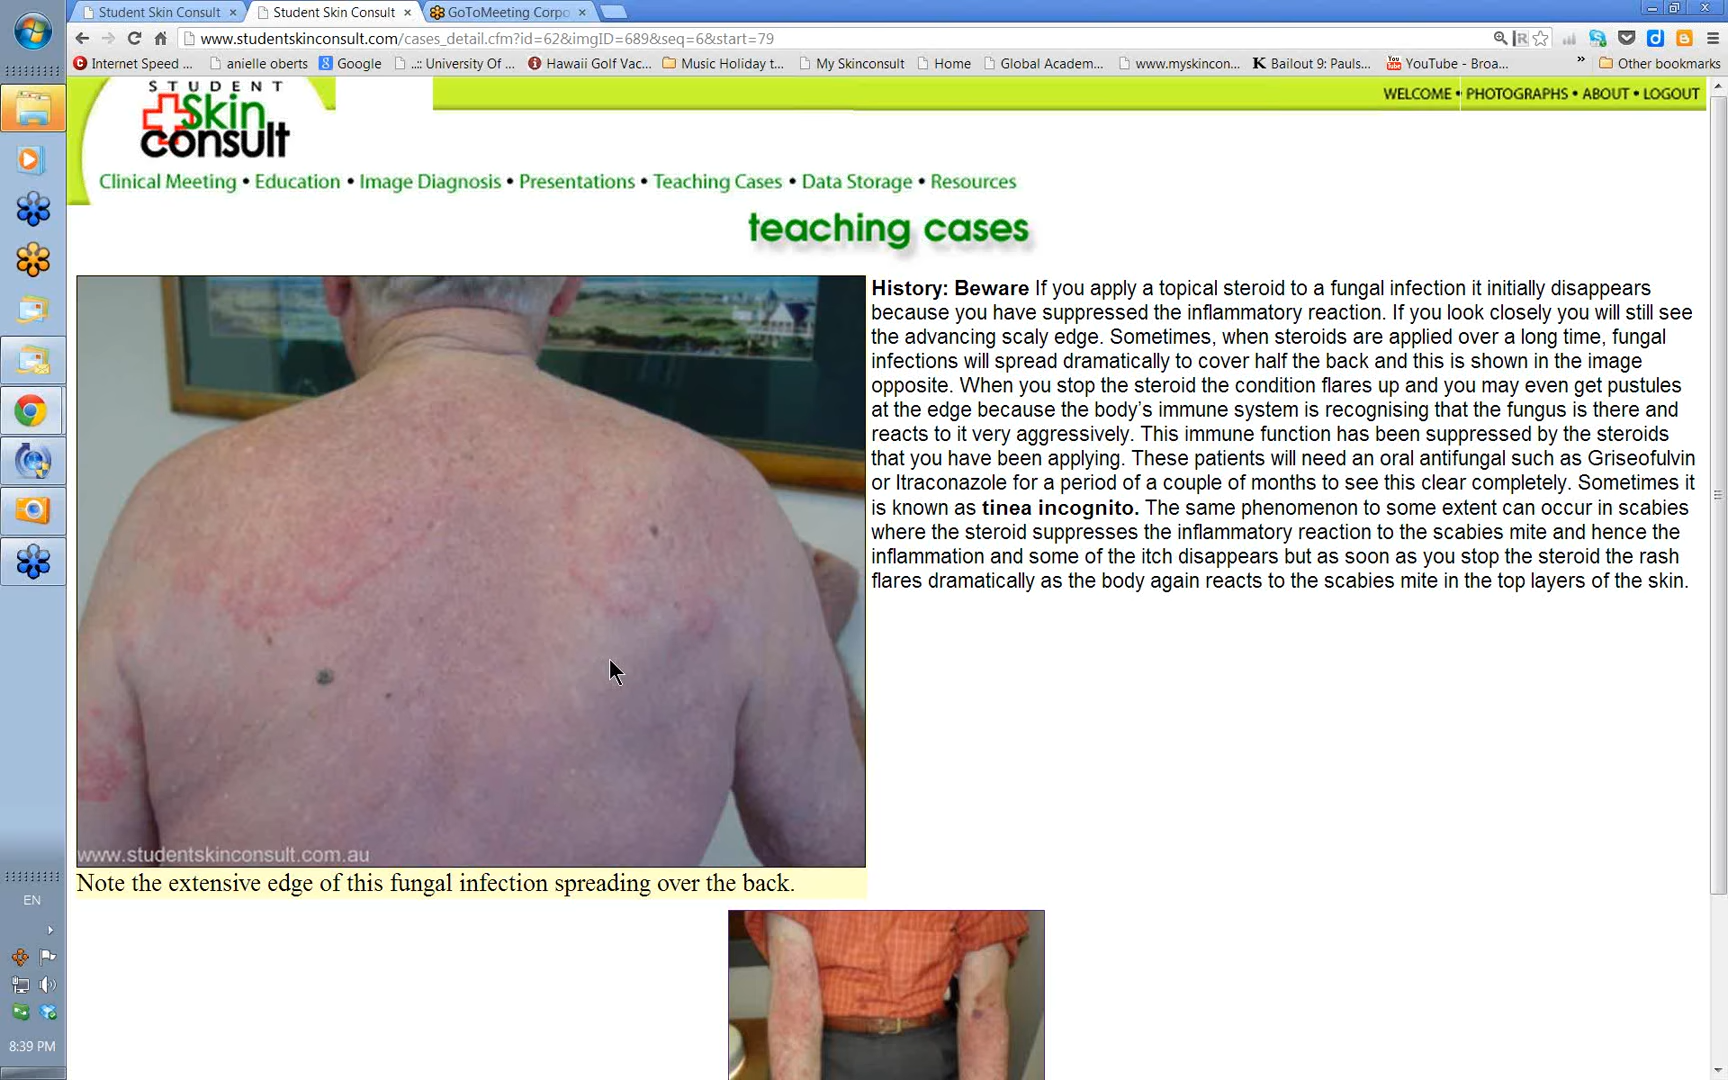 Student Skin Consult
Student Skin Consult
GoToMeeting Corpo
www.studentskinconsult.com/cases_detail.cfm?id=62&imgID=689&seq=6&start=79
Internet Speed ...
anielle oberts
Google
..:: University Of ...
Hawaii Golf Vac...
Music Holiday t...
My Skinconsult
Home
Global Academ...
www.myskincon...
Bailout 9: Pauls...
YouTube - Broa...
»
Other bookmarks
STUDENT
Skin
consult
WELCOME • PHOTOGRAPHS • ABOUT • LOGOUT
Clinical Meeting • Education • Image Diagnosis • Presentations • Teaching Cases • Data Storage • Resources
teaching cases
History: Beware If you apply a topical steroid to a fungal infection it initially disappears
because you have suppressed the inflammatory reaction. If you look closely you will still see
the advancing scaly edge. Sometimes, when steroids are applied over a long time, fungal
infections will spread dramatically to cover half the back and this is shown in the image
opposite. When you stop the steroid the condition flares up and you may even get pustules
at the edge because the body's immune system is recognising that the fungus is there and
reacts to it very aggressively. This immune function has been suppressed by the steroids
that you have been applying. These patients will need an oral antifungal such as Griseofulvin
or Itraconazole for a period of a couple of months to see this clear completely. Sometimes it
is known as tinea incognito. The same phenomenon to some extent can occur in scabies
where the steroid suppresses the inflammatory reaction to the scabies mite and hence the
inflammation and some of the itch disappears but as soon as you stop the steroid the rash
flares dramatically as the body again reacts to the scabies mite in the top layers of the skin.
www.studentskinconsult.com.au
Note the extensive edge of this fungal infection spreading over the back.
EN
8:39 PM